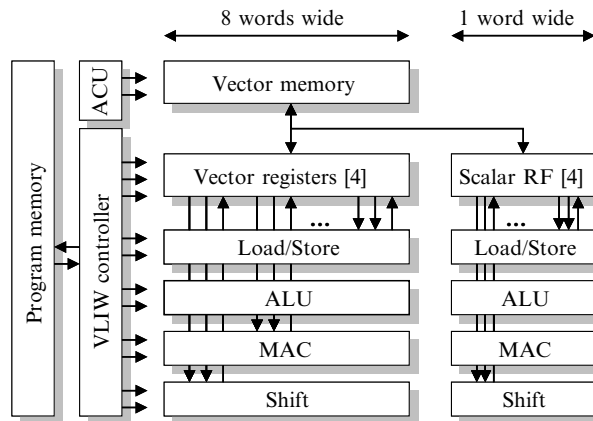 8 words wide
1 word wide
Program memory
ACU
VLIW controller
Vector memory
Vector registers [4]
Scalar RF [4]
...
...
Load/Store
Load/Store
ALU
ALU
MAC
MAC
Shift
Shift